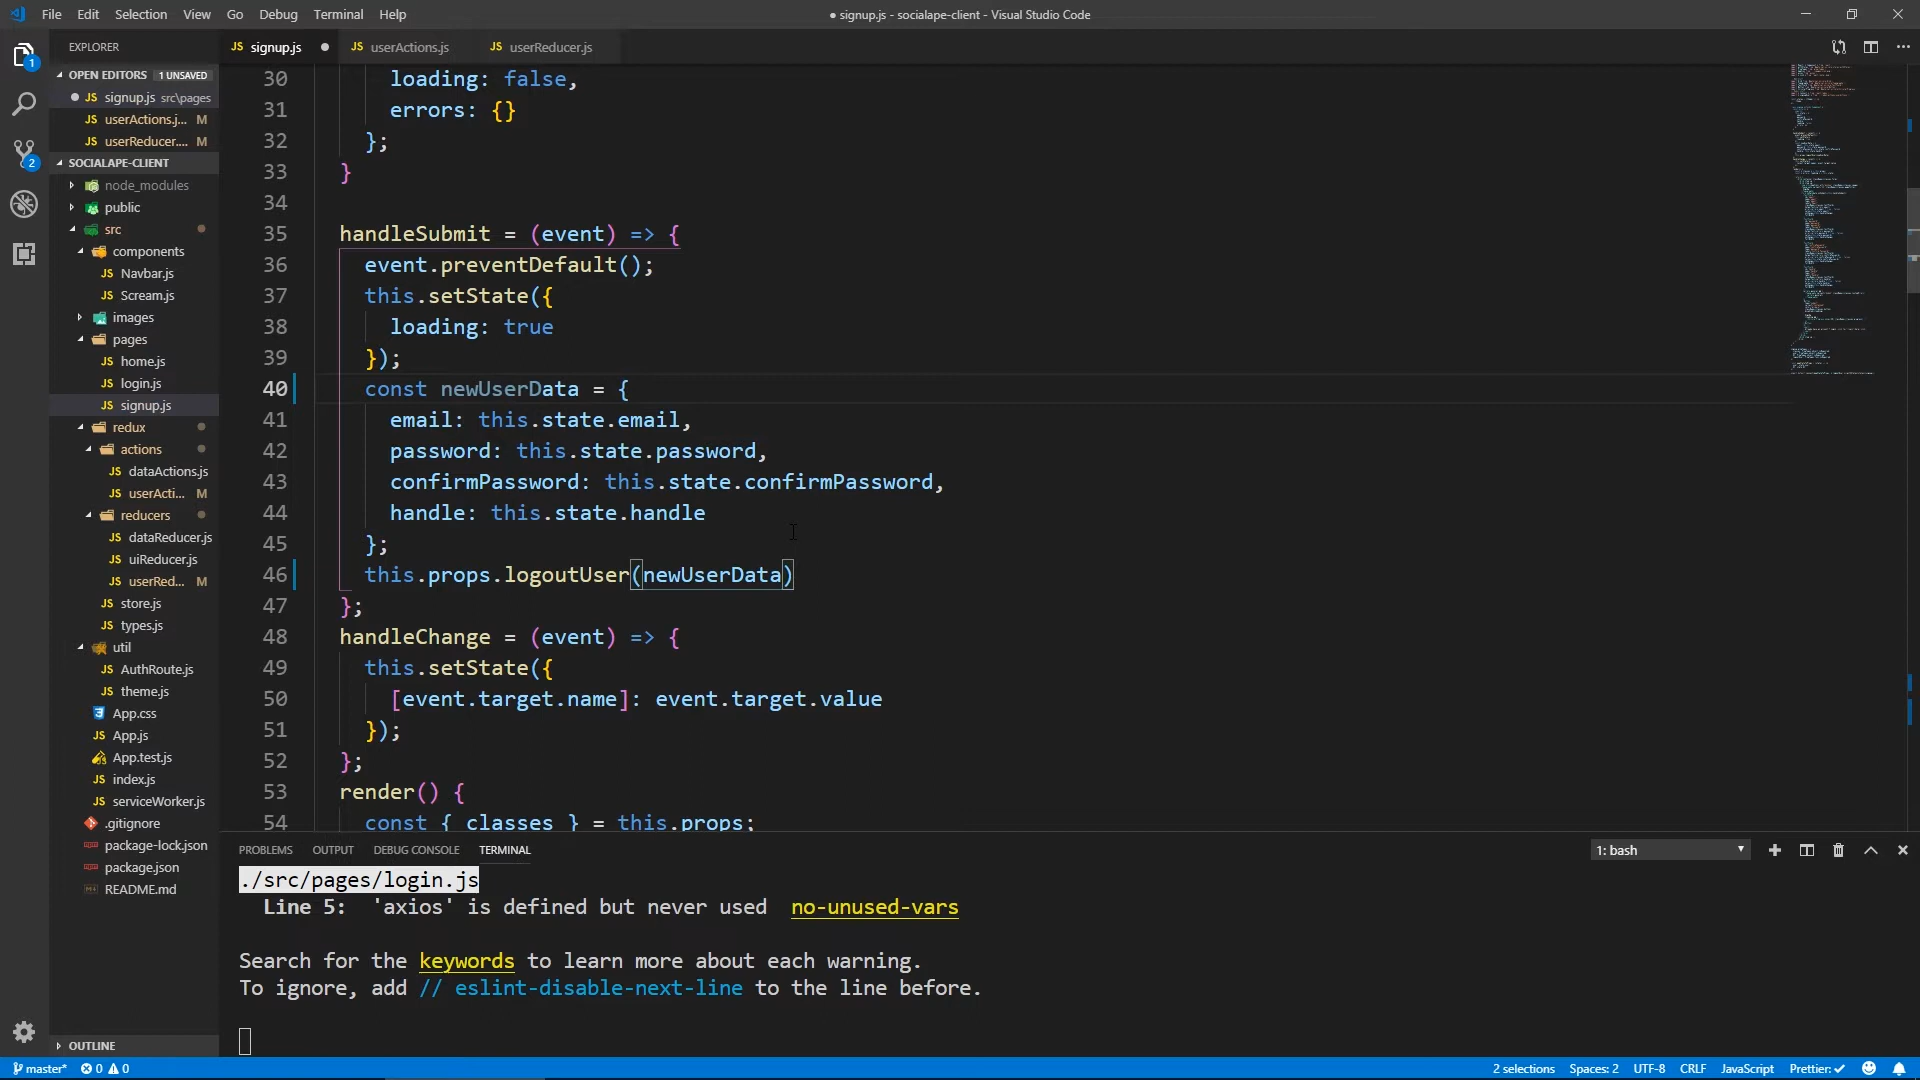 File Edit Selection View Go Debug Terminal Help
● signup.js - socialape-client - Visual Studio Code
EXPLORER
JS signup.js ●
JS userActions.js
JS userReducer.js
OPEN EDITORS 1 UNSAVED
● JS signup.js src\pages
JS userActions.j... M
JS userReducer.... M
SOCIALAPE-CLIENT
node_modules
public
src
components
JS Navbar.js
JS Scream.js
images
pages
JS home.js
JS login.js
JS signup.js
redux
actions
JS dataActions.js
JS userActi... M
reducers
JS dataReducer.js
JS uiReducer.js
JS userRed... M
JS store.js
JS types.js
util
JS AuthRoute.js
JS theme.js
App.css
JS App.js
App.test.js
JS index.js
JS serviceWorker.js
.gitignore
package-lock.json
package.json
README.md
OUTLINE
1
2
30 loading: false,
31 errors: {}
32 };
33 }
34
35 handleSubmit = (event) => {
36 event.preventDefault();
37 this.setState({
38 loading: true
39 });
40 const newUserData = {
41 email: this.state.email,
42 password: this.state.password,
43 confirmPassword: this.state.confirmPassword,
44 handle: this.state.handle
45 };
46 this.props.logoutUser(newUserData)
47 };
48 handleChange = (event) => {
49 this.setState({
50 [event.target.name]: event.target.value
51 });
52 };
53 render() {
54 const { classes } = this.props;
PROBLEMS OUTPUT DEBUG CONSOLE TERMINAL
1: bash
./src/pages/login.js
Line 5: 'axios' is defined but never used no-unused-vars
Search for the keywords to learn more about each warning.
To ignore, add // eslint-disable-next-line to the line before.
master* 0 0
2 selections Spaces: 2 UTF-8 CRLF JavaScript Prettier: ✓